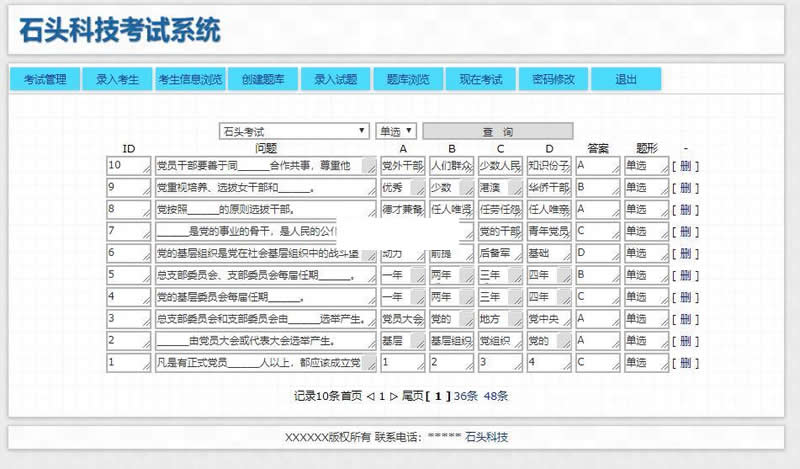 石头科技考试系统
考试管理 录入考生 考生信息浏览 创建题库 录入试题 题库浏览 现在考试 密码修改 退出
石头考试 单选 查 询
ID 问题 A B C D 答案 题形 -
10 党员干部要善于同______合作共事，尊重他 党外干部 人们群众 少数人民 知识份子 A 单选 [ 删 ]
9 党重视培养、选拔女干部和______。 优秀 少数 港澳 华侨干部 B 单选 [ 删 ]
8 党按照______的原则选拔干部。 德才兼备 任人唯贤 任劳任怨 任人唯亲 A 单选 [ 删 ]
7 ______是党的事业的骨干，是人民的公仆 党的干部 青年党员 C 单选 [ 删 ]
6 党的基层组织是党在社会基层组织中的战斗堡 动力 前提 后备军 基础 D 单选 [ 删 ]
5 总支部委员会、支部委员会每届任期______。 一年 两年 三年 四年 B 单选 [ 删 ]
4 党的基层委员会每届任期______。 一年 两年 三年 四年 C 单选 [ 删 ]
3 总支部委员会和支部委员会由______选举产生。 党员大会 党的 地方 党中央 A 单选 [ 删 ]
2 ______由党员大会或代表大会选举产生。 基层 基层组织 党组织 党的 A 单选 [ 删 ]
1 凡是有正式党员______人以上，都应该成立党 1 2 3 4 C 单选 [ 删 ]
记录10条首页 ◁ 1 ▷ 尾页[ 1 ] 36条 48条
XXXXXX版权所有 联系电话：***** 石头科技